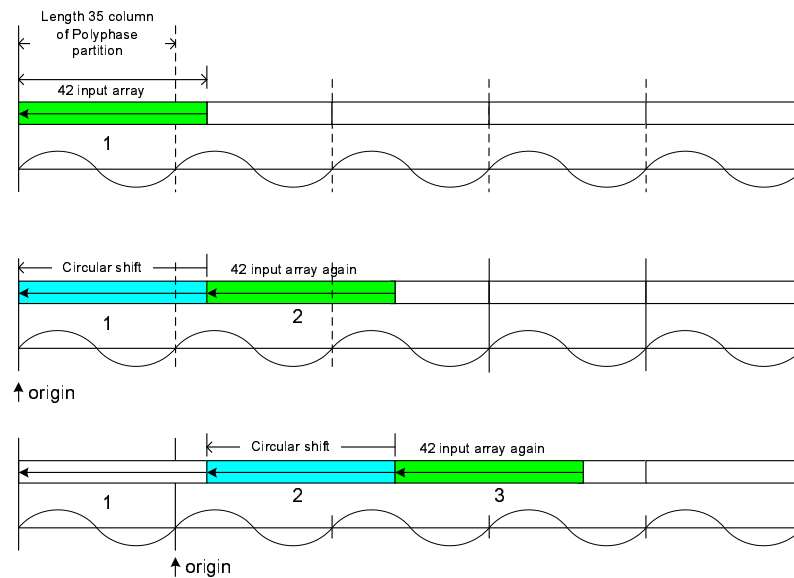 Length 35 column
of Polyphase
partition
42 input array
1
Circular shift
42 input array again
1
2
origin
Circular shift
42 input array again
1
2
3
origin